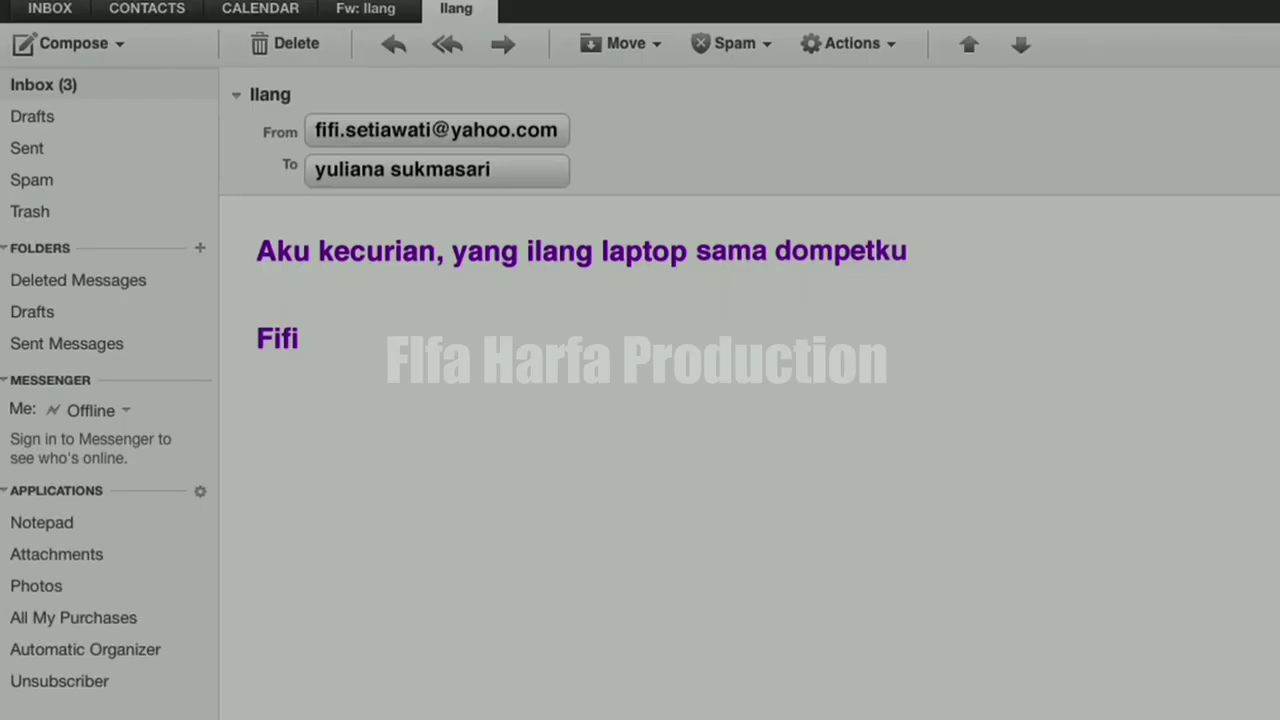 INBOX CONTACTS CALENDAR Fw: Ilang Ilang
Compose Delete Move Spam Actions
Inbox (3)
Drafts
Sent
Spam
Trash
FOLDERS
Deleted Messages
Drafts
Sent Messages
MESSENGER
Me: Offline
Sign in to Messenger to
see who's online.
APPLICATIONS
Notepad
Attachments
Photos
All My Purchases
Automatic Organizer
Unsubscriber
Ilang
From fifi.setiawati@yahoo.com
To yuliana sukmasari
Aku kecurian, yang ilang laptop sama dompetku
Fifi
FIfa Harfa Production